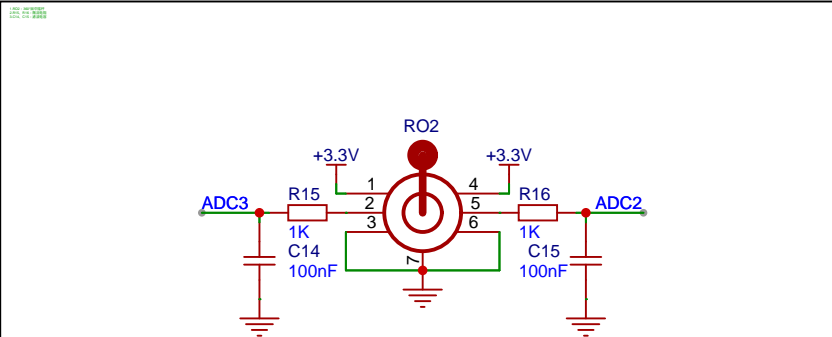 RO2
+3.3V
+3.3V
1
4
ADC3
R15
2
5
R16
ADC2
1K
3
6
1K
C14
7
C15
100nF
100nF